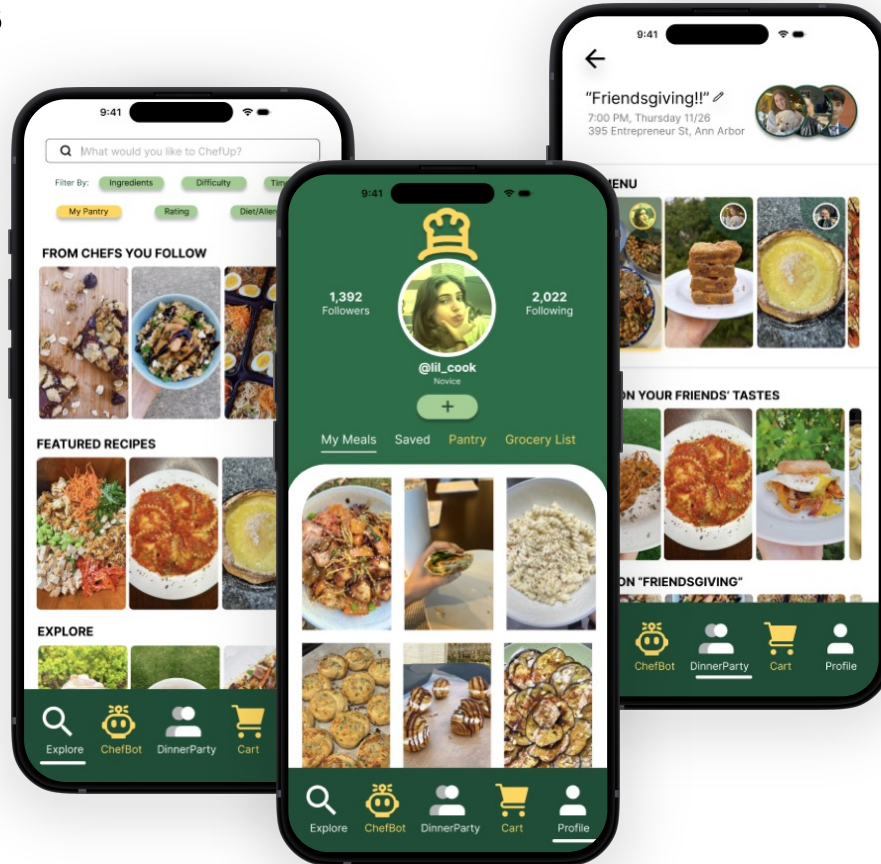 9:41
What would you like to ChefUp?
Filter By: Ingredients Difficulty
My Pantry Rating
FROM CHEFS YOU FOLLOW
FEATURED RECIPES
EXPLORE
Explore ChefBot DinnerParty Cart
9:41
1,392 2,022
Followers Following
@lil_cook
Novice
+
My Meals Saved Pantry Grocery List
Explore ChefBot DinnerParty Cart Profile
9:41
"Friendsgiving!!"
7:00 PM, Thursday 11/26
395 Entrepreneur St, Ann Arbor
ON YOUR FRIENDS' TASTES
ON "FRIENDSGIVING"
ChefBot DinnerParty Cart Profile